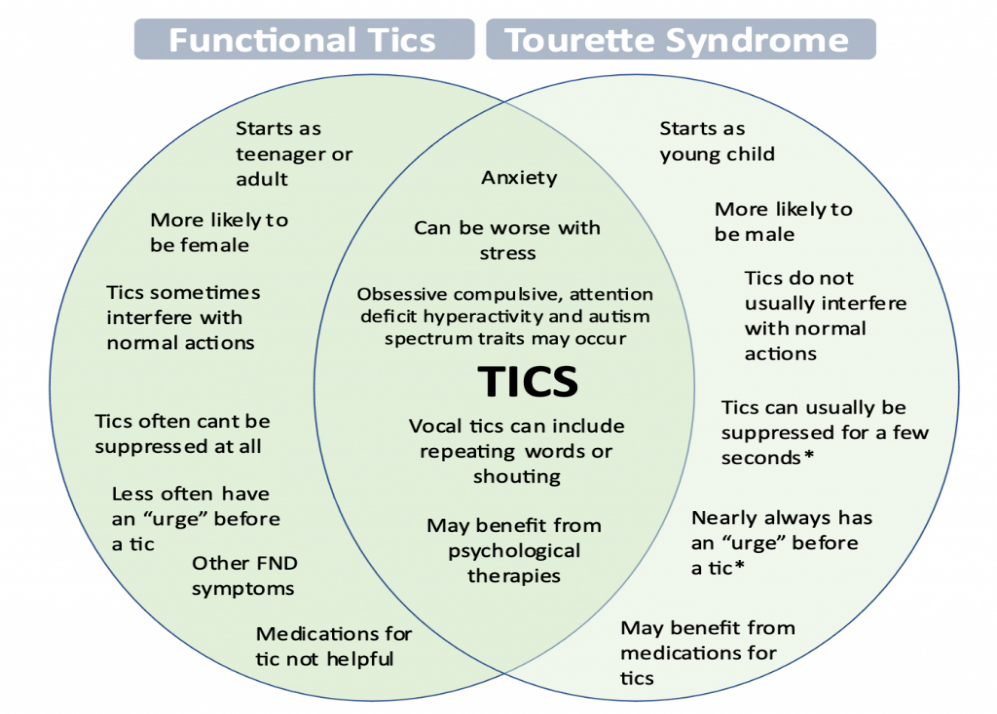 Functional Tics
Tourette Syndrome
Starts as
teenager or
adult
More likely to
be female
Tics sometimes
interfere with
normal actions
Tics often cant be
suppressed at all
Less often have
an “urge” before
a tic
Other FND
symptoms
Medications for
tic not helpful
Anxiety
Can be worse with
stress
Obsessive compulsive, attention
deficit hyperactivity and autism
spectrum traits may occur
TICS
Vocal tics can include
repeating words or
shouting
May benefit from
psychological
therapies
Starts as
young child
More likely to
be male
Tics do not
usually interfere
with normal
actions
Tics can usually be
suppressed for a few
seconds*
Nearly always has
an “urge” before
a tic*
May benefit from
medications for
tics